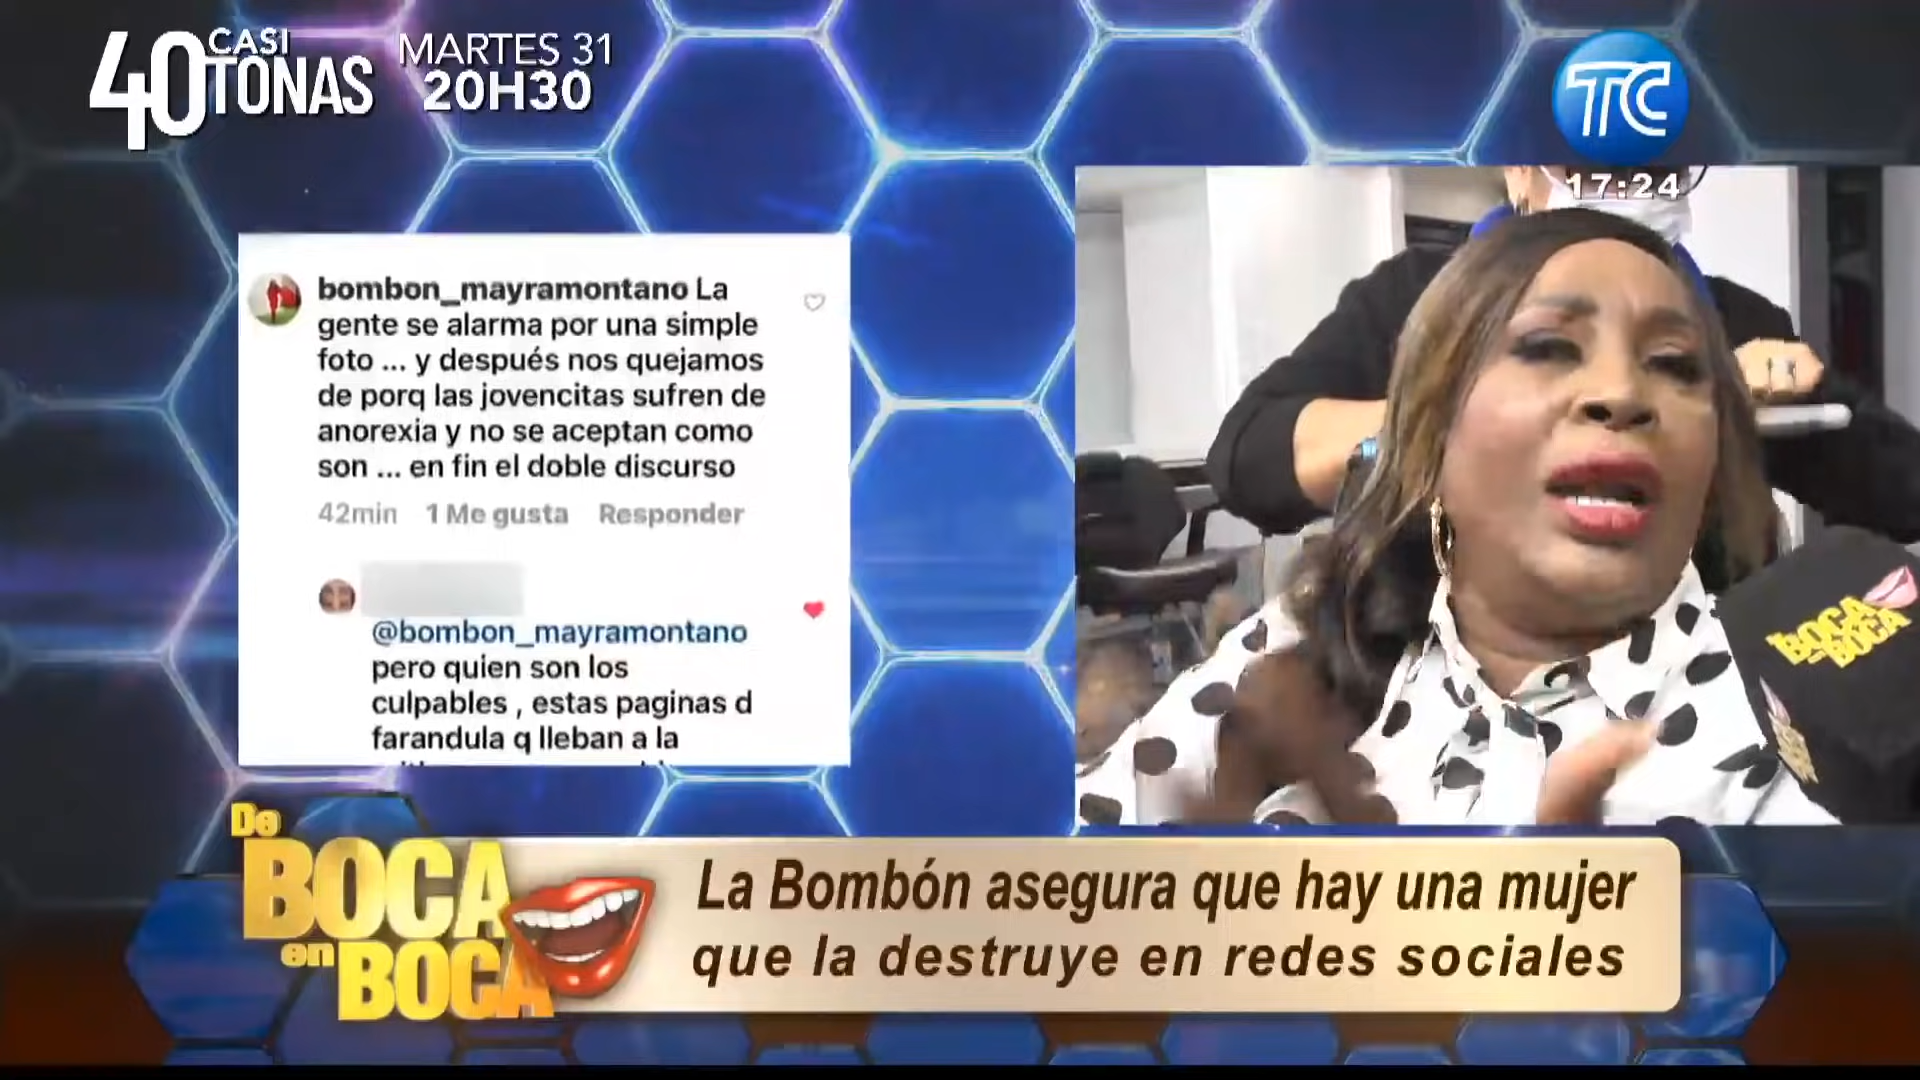 40 CASI TONAS
MARTES 31
20H30
TC
17:24
bombon_mayramontano La
gente se alarma por una simple
foto ... y después nos quejamos
de porq las jovencitas sufren de
anorexia y no se aceptan como
son ... en fin el doble discurso
42min 1 Me gusta Responder
@bombon_mayramontano
pero quien son los
culpables , estas paginas d
farandula q lleban a la
BOCA
en
BOCA
De
BOCA
en
BOCA
La Bombón asegura que hay una mujer
que la destruye en redes sociales